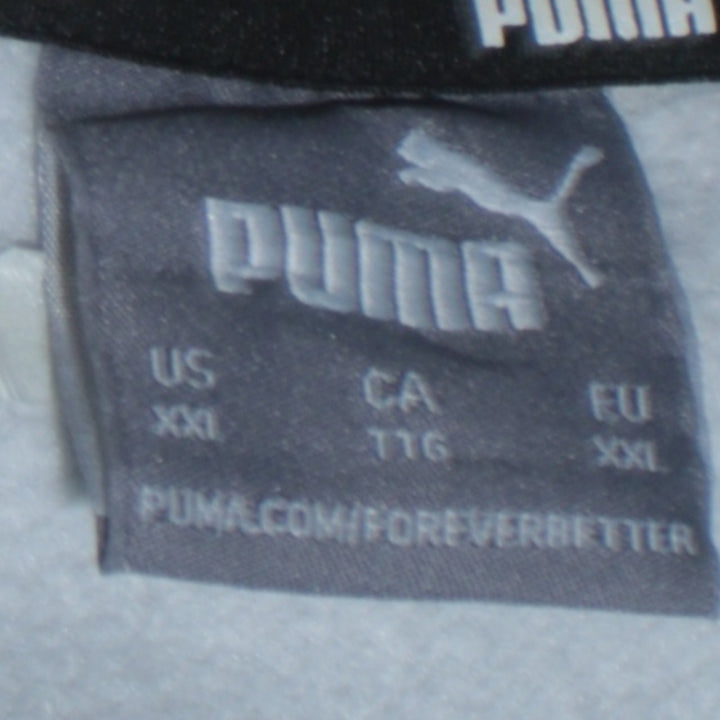 PUMA
PUMA
US CA EU
XXL TTG XXL
PUMA.COM/FOREVERBETTER